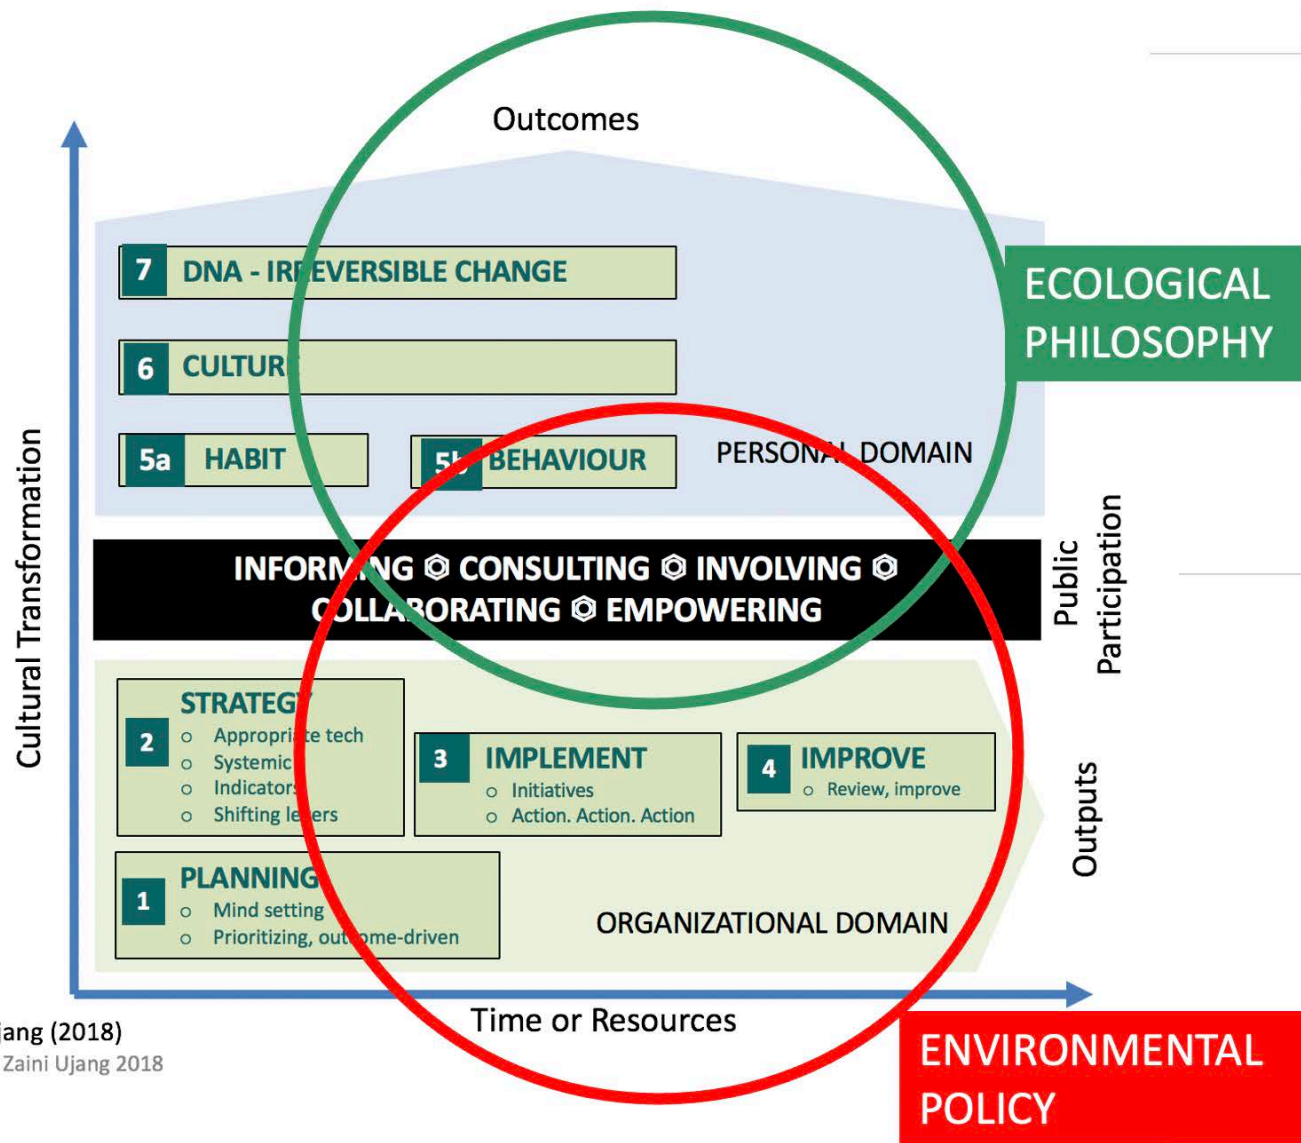 Outcomes
7 DNA - IRREVERSIBLE CHANGE
6 CULTURE
5a HABIT
5b BEHAVIOUR
PERSONAL DOMAIN
ECOLOGICAL
PHILOSOPHY
Cultural Transformation
INFORMING ⏣ CONSULTING ⏣ INVOLVING ⏣
COLLABORATING ⏣ EMPOWERING
Public
Participation
2 STRATEGY
○ Appropriate tech
○ Systemic
○ Indicators
○ Shifting levers
3 IMPLEMENT
○ Initiatives
○ Action. Action. Action
4 IMPROVE
○ Review, improve
Outputs
1 PLANNING
○ Mind setting
○ Prioritizing, outcome-driven
ORGANIZATIONAL DOMAIN
Time or Resources
jang (2018)
Zaini Ujang 2018
ENVIRONMENTAL
POLICY